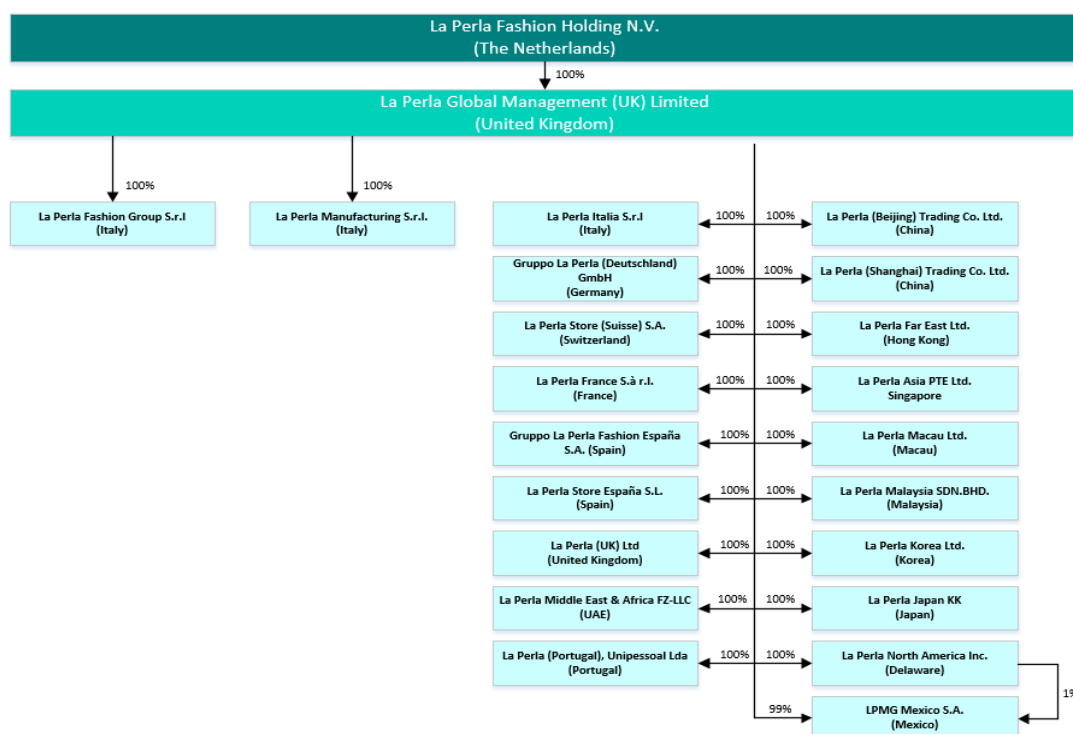 La Perla Fashion Holding N.V.
(The Netherlands)
100%
La Perla Global Management (UK) Limited
(United Kingdom)
100%
100%
La Perla Fashion Group S.r.l
(Italy)
La Perla Manufacturing S.r.l.
(Italy)
La Perla Italia S.r.l
(Italy)
100%
100%
La Perla (Beijing) Trading Co. Ltd.
(China)
Gruppo La Perla (Deutschland)
GmbH
(Germany)
100%
100%
La Perla (Shanghai) Trading Co. Ltd.
(China)
La Perla Store (Suisse) S.A.
(Switzerland)
100%
100%
La Perla Far East Ltd.
(Hong Kong)
La Perla France S.à r.l.
(France)
100%
100%
La Perla Asia PTE Ltd.
Singapore
Gruppo La Perla Fashion España
S.A. (Spain)
100%
100%
La Perla Macau Ltd.
(Macau)
La Perla Store España S.L.
(Spain)
100%
100%
La Perla Malaysia SDN.BHD.
(Malaysia)
La Perla (UK) Ltd
(United Kingdom)
100%
100%
La Perla Korea Ltd.
(Korea)
La Perla Middle East & Africa FZ-LLC
(UAE)
100%
100%
La Perla Japan KK
(Japan)
La Perla (Portugal), Unipessoal Lda
(Portugal)
100%
100%
La Perla North America Inc.
(Delaware)
1%
99%
LPMG Mexico S.A.
(Mexico)